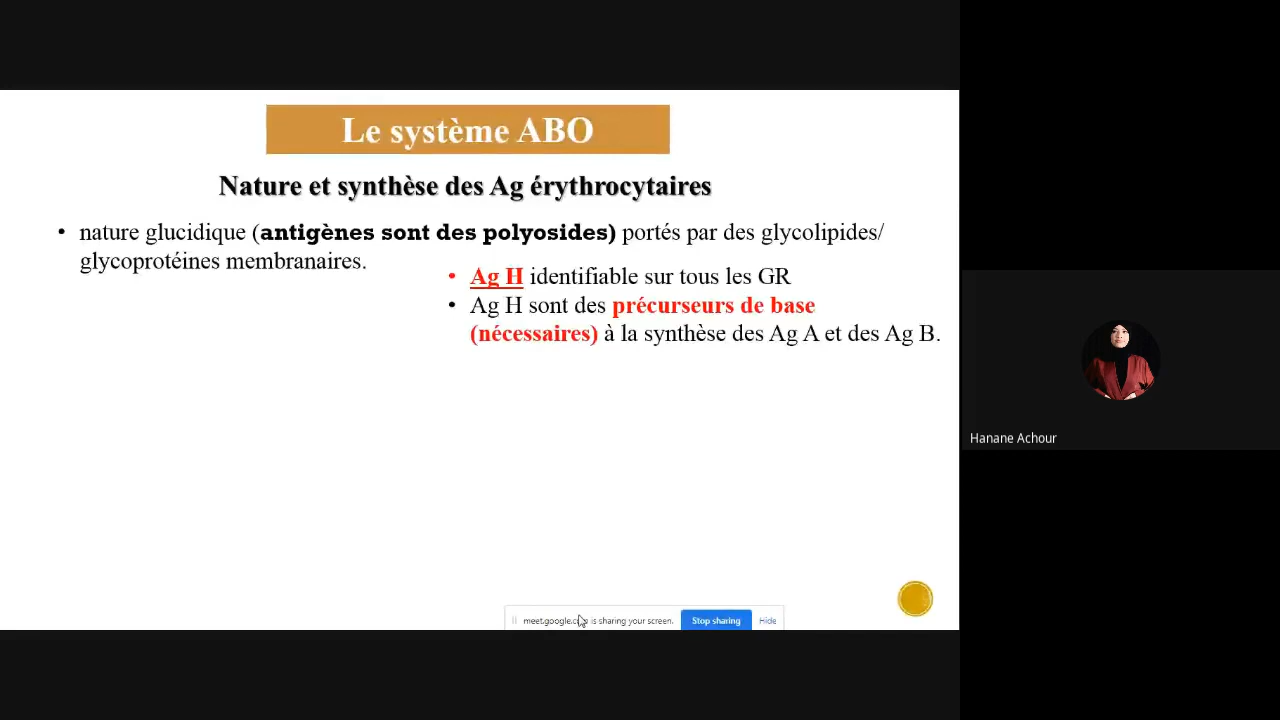 Le système ABO
Nature et synthèse des Ag érythrocytaires
• nature glucidique (antigènes sont des polyosides) portés par des glycolipides/
glycoprotéines membranaires.
• Ag H identifiable sur tous les GR
• Ag H sont des précurseurs de base
(nécessaires) à la synthèse des Ag A et des Ag B.
Hanane Achour
is sharing your screen. Stop sharing Hide